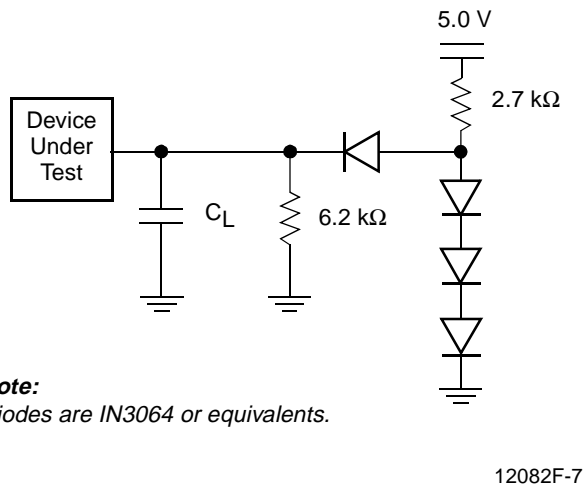 5.0 V
2.7 kΩ
Device
Under
Test
CL
6.2 kΩ
ote:
iodes are IN3064 or equivalents.
12082F-7